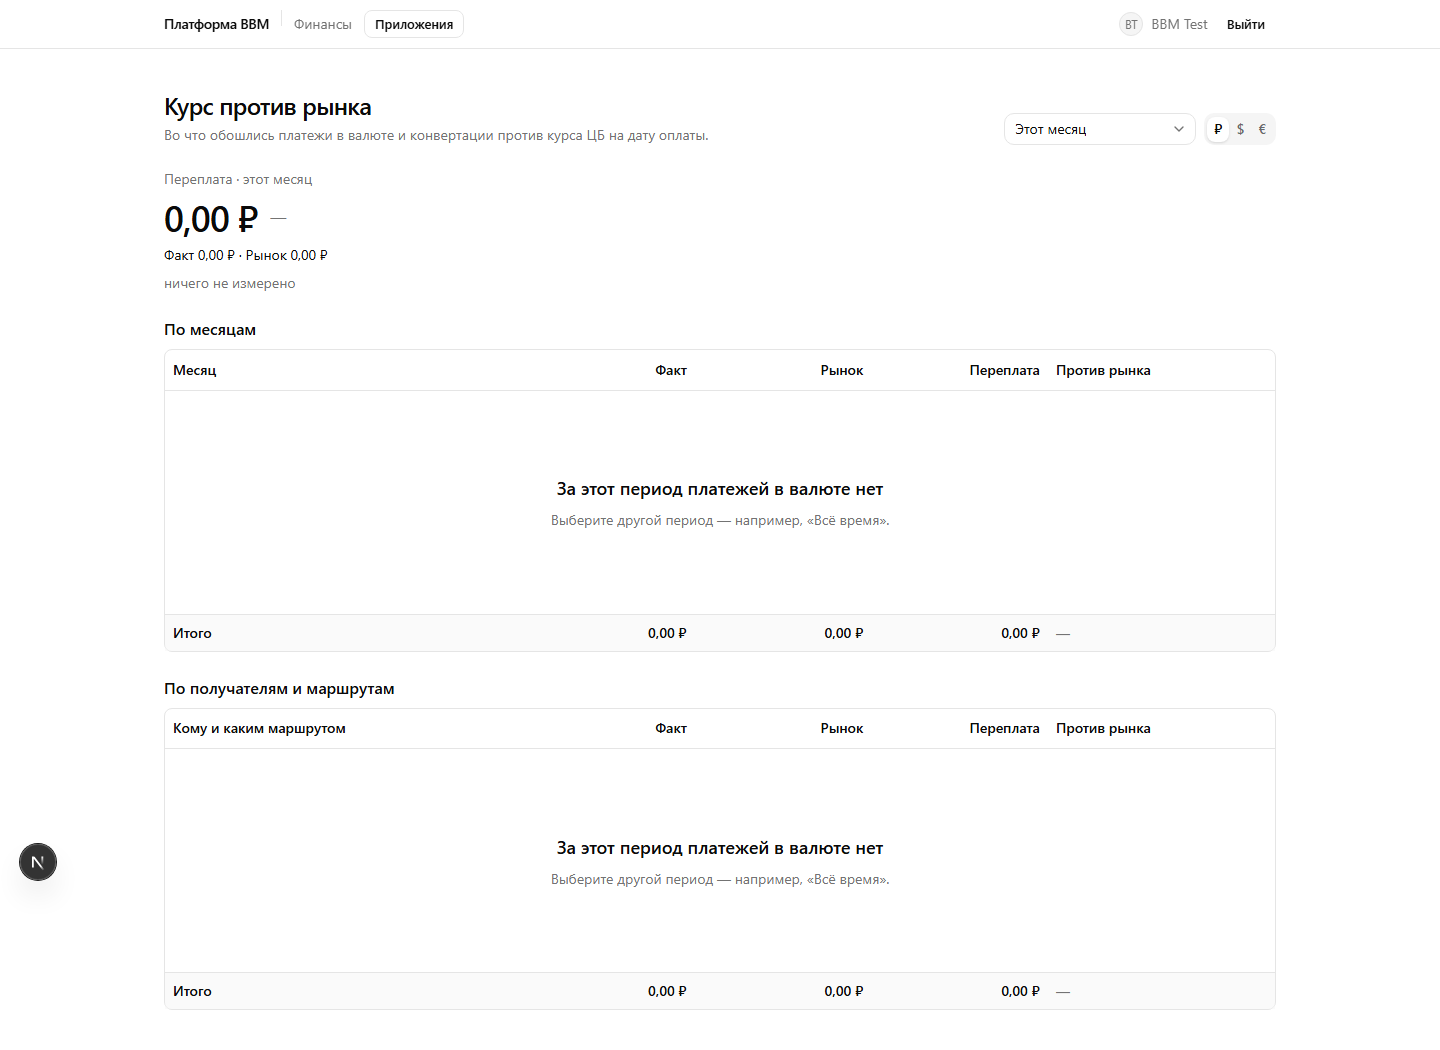 Платформа BBM Финансы Приложения BT BBM Test Выйти
Курс против рынка
Во что обошлись платежи в валюте и конвертации против курса ЦБ на дату оплаты.
Этот месяц ₽ $ €
Переплата · этот месяц
0,00 ₽ —
Факт 0,00 ₽ · Рынок 0,00 ₽
ничего не измерено
По месяцам
Месяц Факт Рынок Переплата Против рынка
За этот период платежей в валюте нет
Выберите другой период — например, «Всё время».
Итого 0,00 ₽ 0,00 ₽ 0,00 ₽ —
По получателям и маршрутам
Кому и каким маршрутом Факт Рынок Переплата Против рынка
За этот период платежей в валюте нет
Выберите другой период — например, «Всё время».
N
Итого 0,00 ₽ 0,00 ₽ 0,00 ₽ —